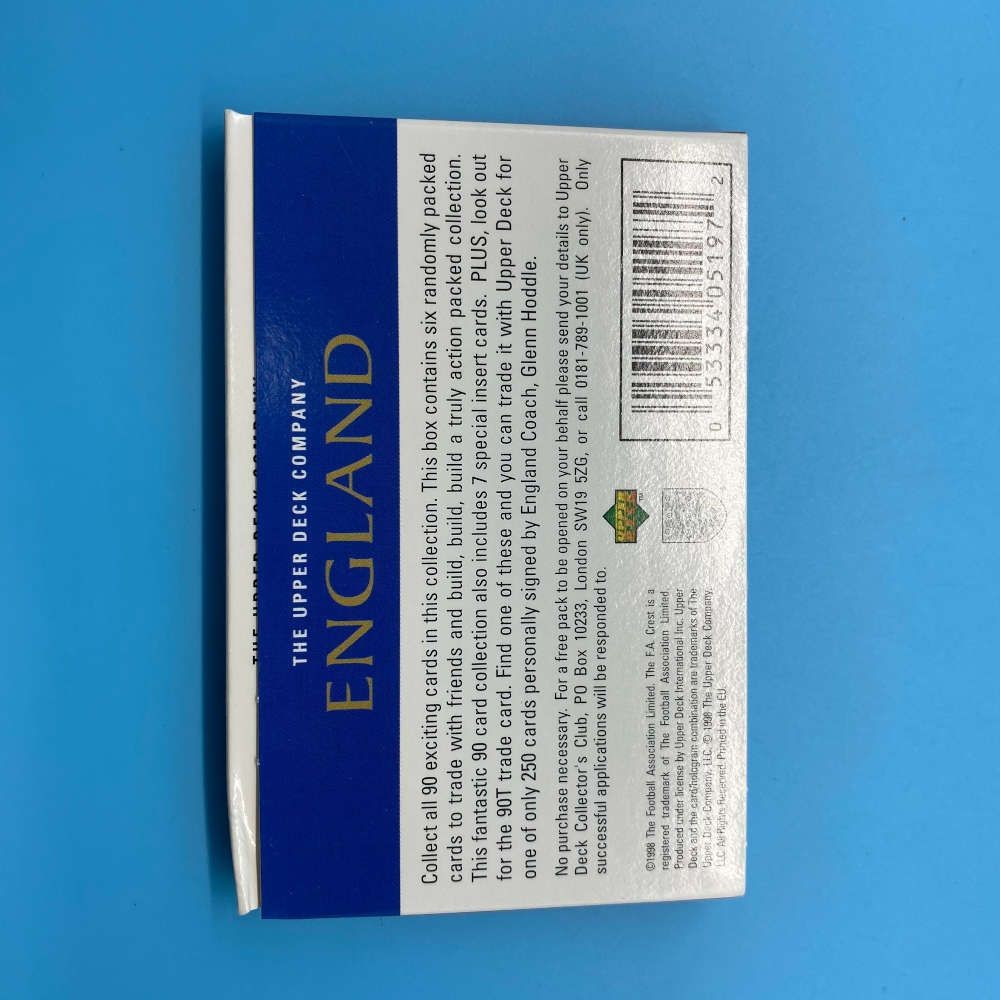 THE UPPER DECK COMPANY
THE UPPER DECK COMPANY
ENGLAND
Collect all 90 exciting cards in this collection. This box contains six randomly packed
cards to trade with friends and build, build, build a truly action packed collection.
This fantastic 90 card collection also includes 7 special insert cards. PLUS, look out
for the 90T trade card. Find one of these and you can trade it with Upper Deck for
one of only 250 cards personally signed by England Coach, Glenn Hoddle.
No purchase necessary. For a free pack to be opened on your behalf please send your details to Upper
Deck Collector's Club, PO Box 10233, London SW19 5ZG, or call 0181-789-1001 (UK only). Only
successful applications will be responded to.
©1998 The Football Association Limited. The F.A. Crest is a
registered trademark of The Football Association Limited.
Produced under license by Upper Deck International Inc. Upper
Deck and the card/hologram combination are trademarks of The
Upper Deck Company, LLC. © 1998 The Upper Deck Company,
LLC. All Rights Reserved. Printed in the EU.
UPPER
DECK
TM
0 53334 05197 2